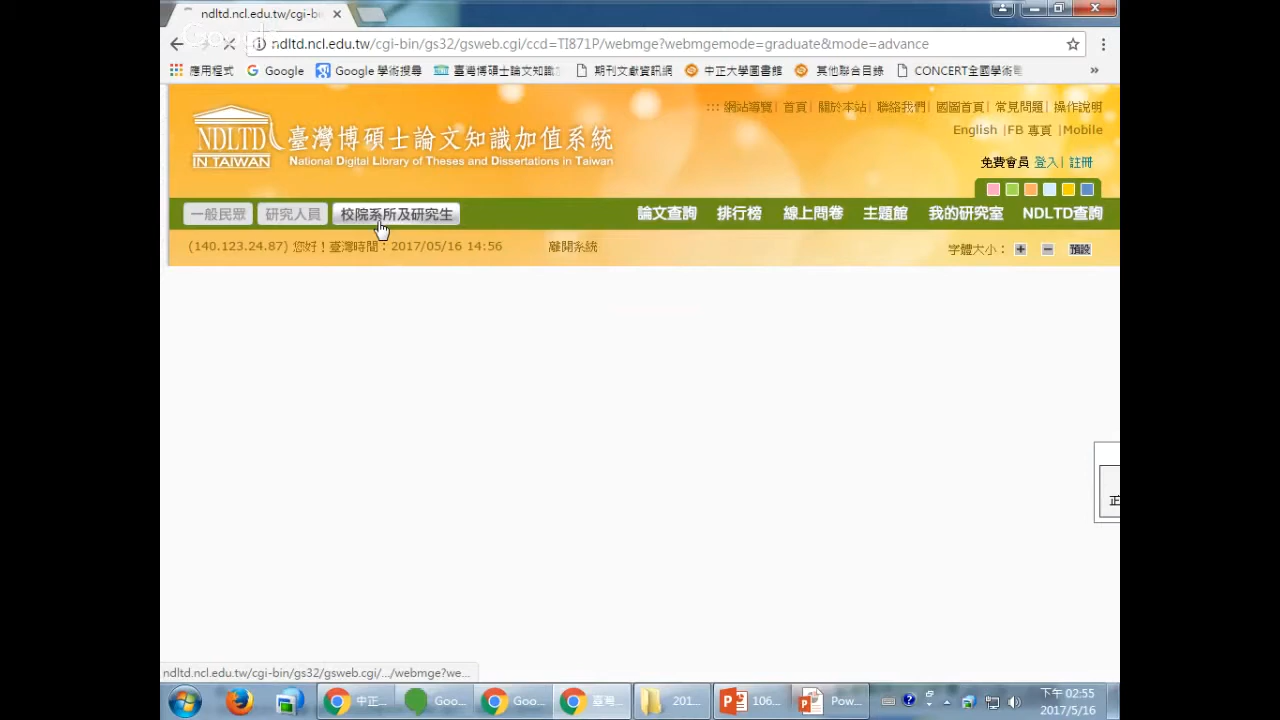 ndltd.ncl.edu.tw/cgi-bi
ndltd.ncl.edu.tw/cgi-bin/gs32/gsweb.cgi/ccd=TI871P/webmge?webmgemode=graduate&mode=advance
應用程式 Google Google 學術搜尋 臺灣博碩士論文知識 期刊文獻資訊網 中正大學圖書館 其他聯合目錄 CONCERT全國學術 »
::: 網站導覽| 首頁| 關於本站| 聯絡我們| 國圖首頁| 常見問題| 操作說明
English |FB 專頁 |Mobile
NDLTD
IN TAIWAN
臺灣博碩士論文知識加值系統
National Digital Library of Theses and Dissertations in Taiwan
免費會員 登入| 註冊
一般民眾 研究人員 校院系所及研究生 論文查詢 排行榜 線上問卷 主題館 我的研究室 NDLTD查詢
(140.123.24.87) 您好！臺灣時間：2017/05/16 14:56 離開系統 字體大小： + − 預設
正
ndltd.ncl.edu.tw/cgi-bin/gs32/gsweb.cgi/.../webmge?we...
中正... Goo... Goo... 臺灣... 201... 106... Pow...
下午 02:55
2017/5/16